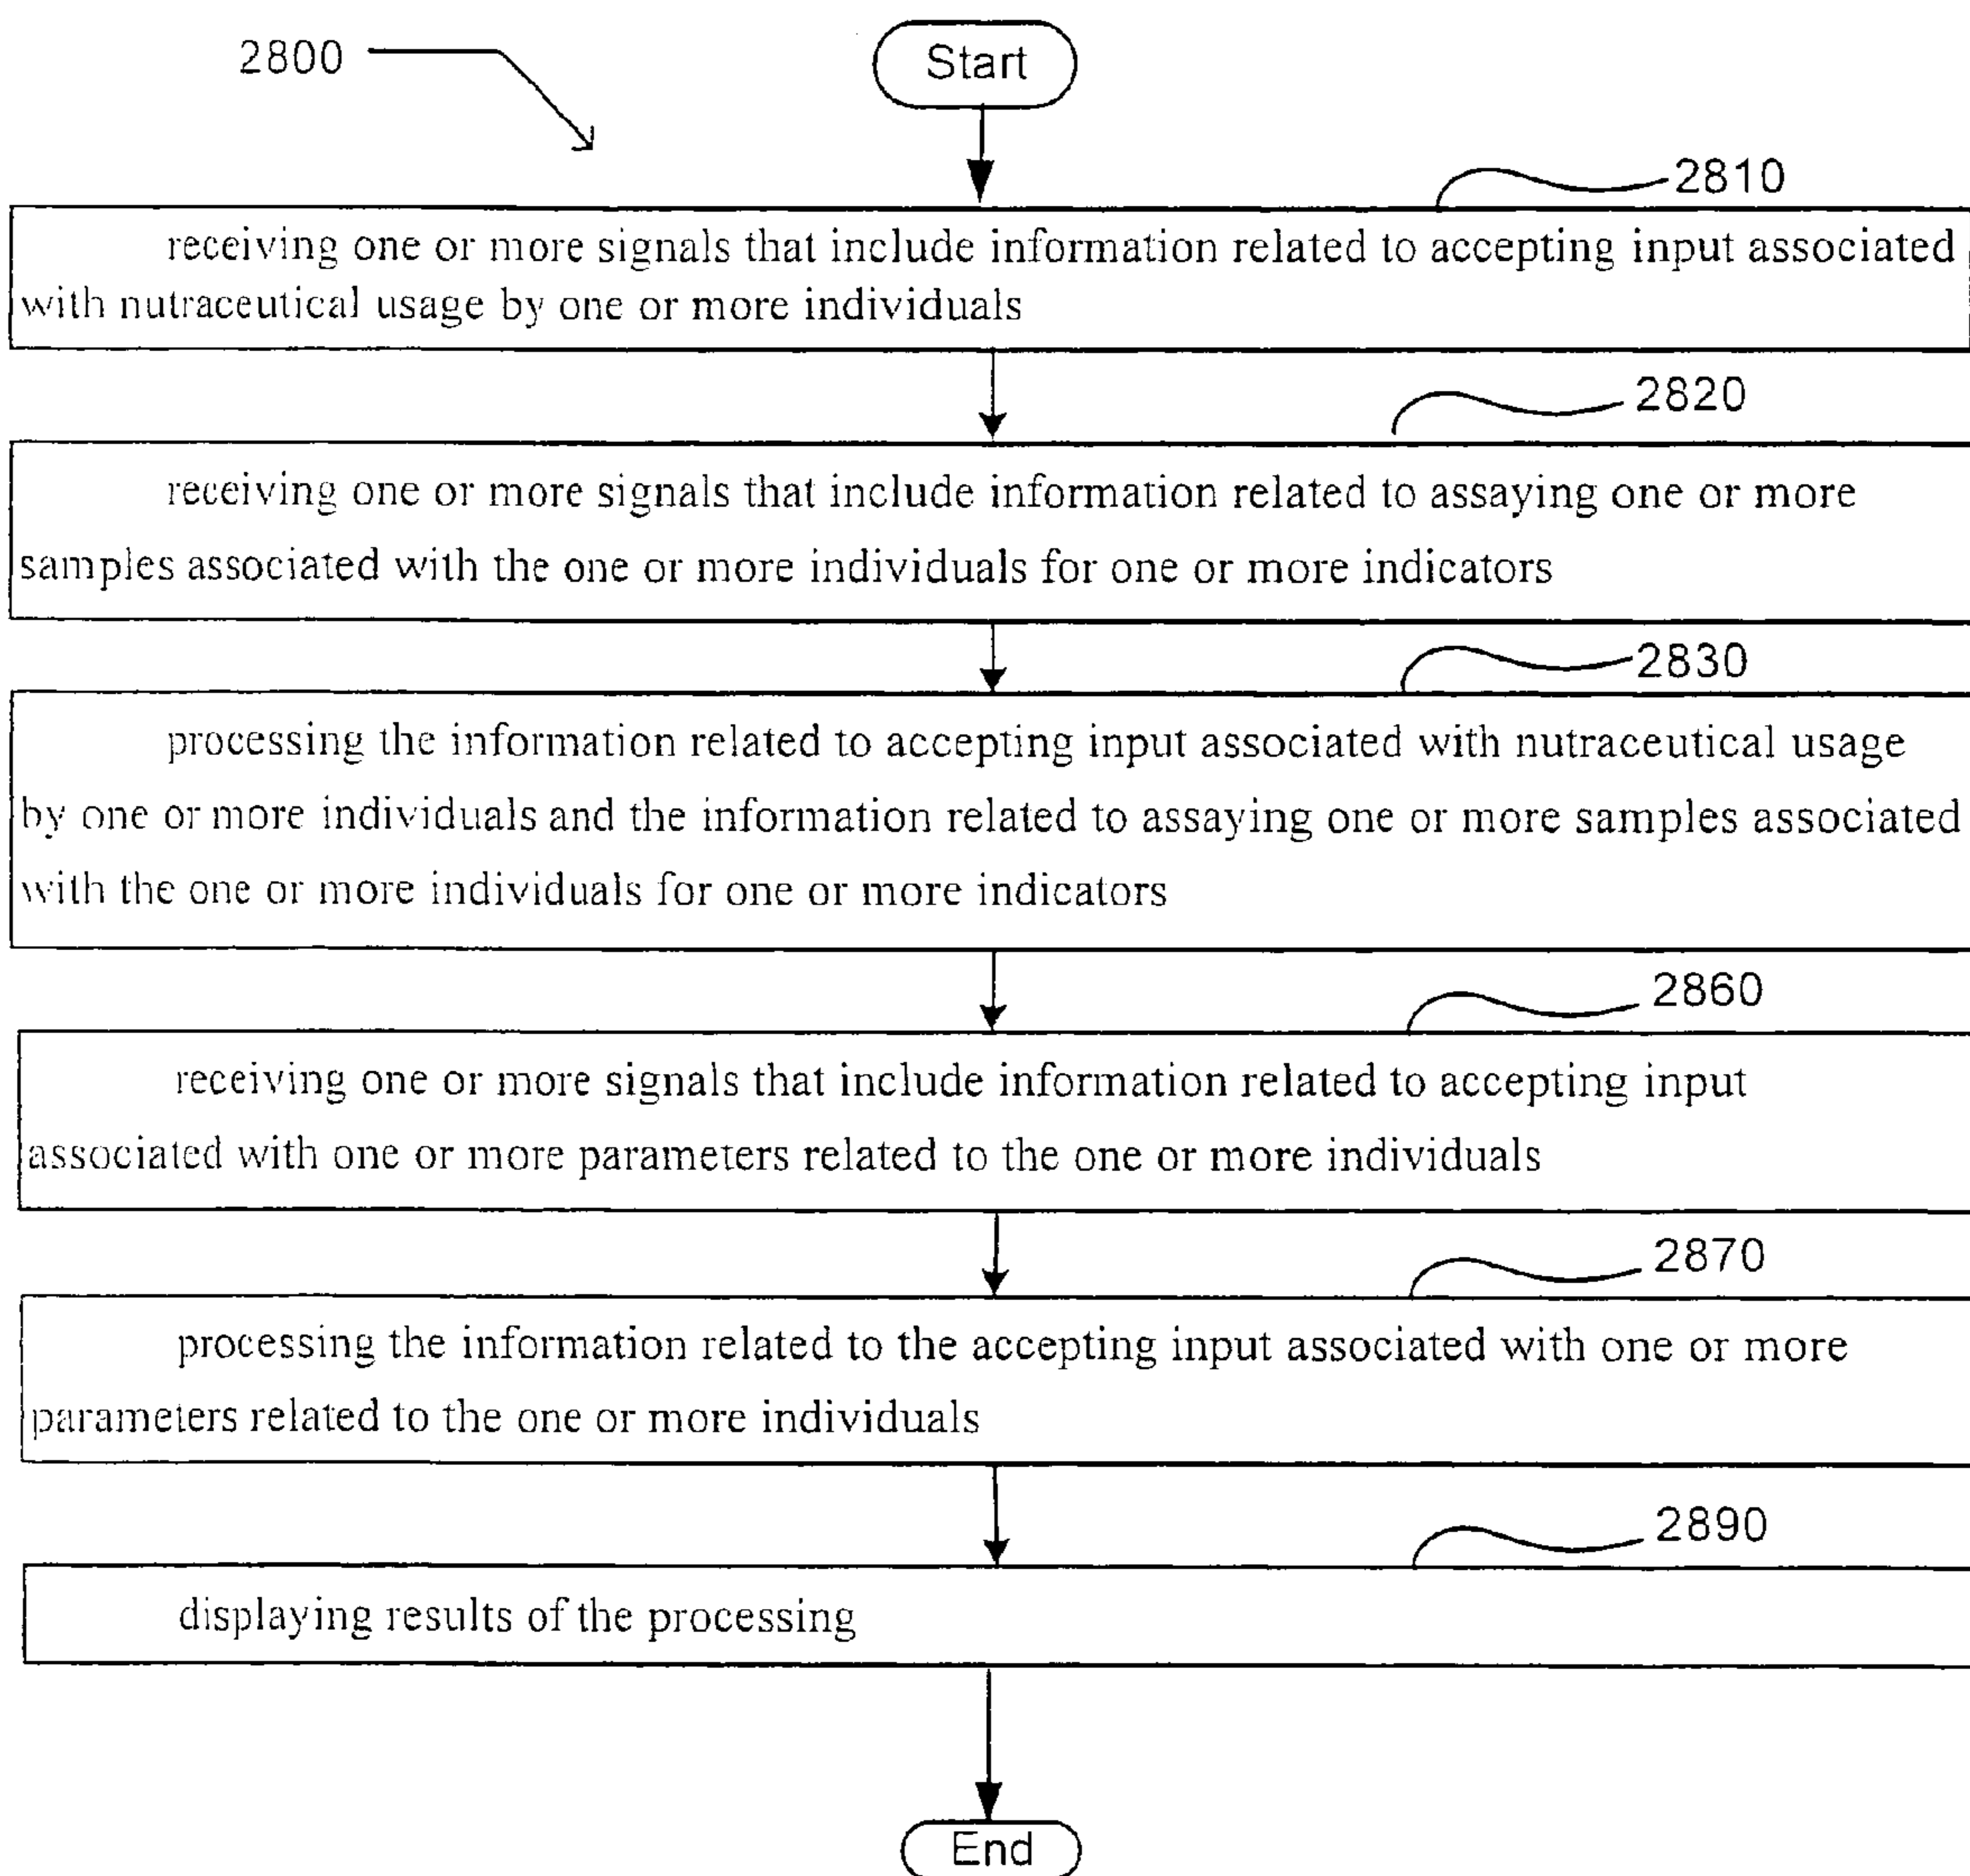 2800
Start
2810
receiving one or more signals that include information related to accepting input associated
with nutraceutical usage by one or more individuals
2820
receiving one or more signals that include information related to assaying one or more
samples associated with the one or more individuals for one or more indicators
2830
processing the information related to accepting input associated with nutraceutical usage
by one or more individuals and the information related to assaying one or more samples associated
with the one or more individuals for one or more indicators
2860
receiving one or more signals that include information related to accepting input
associated with one or more parameters related to the one or more individuals
2870
processing the information related to the accepting input associated with one or more
parameters related to the one or more individuals
2890
displaying results of the processing
End